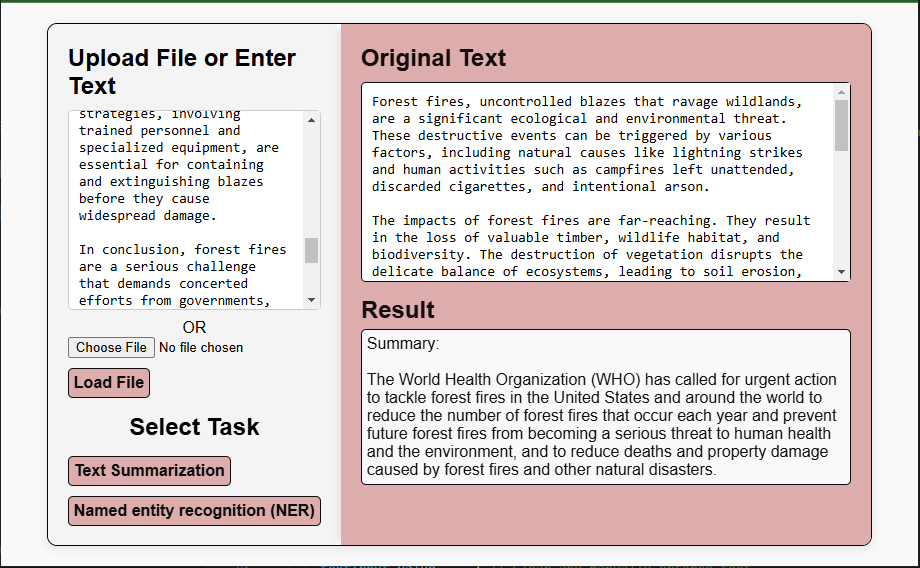 Upload File or Enter
Text
strategies, involving
trained personnel and
specialized equipment, are
essential for containing
and extinguishing blazes
before they cause
widespread damage.
In conclusion, forest fires
are a serious challenge
that demands concerted
efforts from governments,
OR
Choose File No file chosen
Load File
Select Task
Text Summarization
Named entity recognition (NER)
Original Text
Forest fires, uncontrolled blazes that ravage wildlands,
are a significant ecological and environmental threat.
These destructive events can be triggered by various
factors, including natural causes like lightning strikes
and human activities such as campfires left unattended,
discarded cigarettes, and intentional arson.
The impacts of forest fires are far-reaching. They result
in the loss of valuable timber, wildlife habitat, and
biodiversity. The destruction of vegetation disrupts the
delicate balance of ecosystems, leading to soil erosion,
Result
Summary:
The World Health Organization (WHO) has called for urgent action
to tackle forest fires in the United States and around the world to
reduce the number of forest fires that occur each year and prevent
future forest fires from becoming a serious threat to human health
and the environment, and to reduce deaths and property damage
caused by forest fires and other natural disasters.